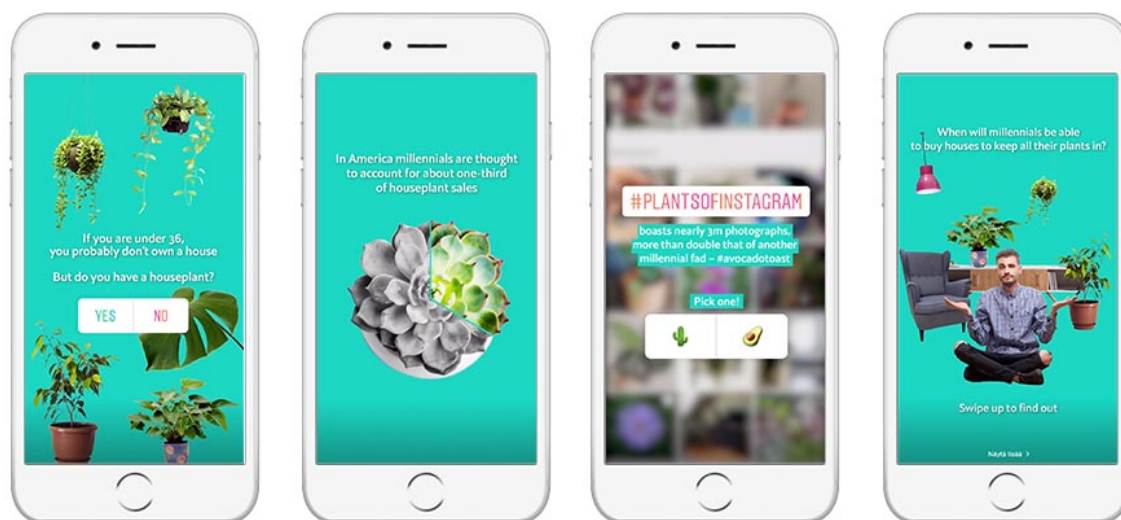 If you are under 36,
you probably don't own a house
But do you have a houseplant?
YES NO
In America millennials are thought
to account for about one-third
of houseplant sales
#PLANTSOFINSTAGRAM
boasts nearly 3m photographs,
more than double that of another
millennial fad – #avocadotoast
Pick one!
When will millennials be able
to buy houses to keep all their plants in?
Swipe up to find out
Näytä lisää >